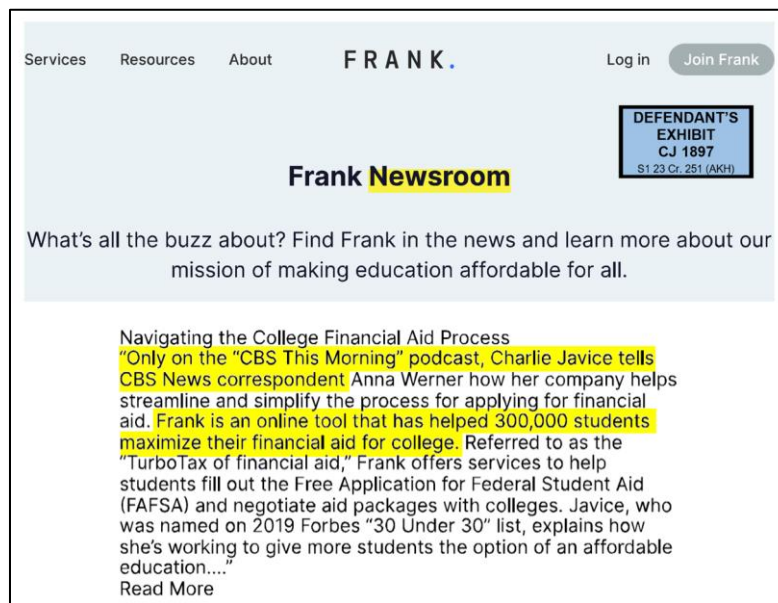 Services Resources About FRANK. Log in Join Frank
DEFENDANT'S
EXHIBIT
CJ 1897
S1 23 Cr. 251 (AKH)
Frank Newsroom
What's all the buzz about? Find Frank in the news and learn more about our
mission of making education affordable for all.
Navigating the College Financial Aid Process
“Only on the “CBS This Morning” podcast, Charlie Javice tells
CBS News correspondent Anna Werner how her company helps
streamline and simplify the process for applying for financial
aid. Frank is an online tool that has helped 300,000 students
maximize their financial aid for college. Referred to as the
“TurboTax of financial aid,” Frank offers services to help
students fill out the Free Application for Federal Student Aid
(FAFSA) and negotiate aid packages with colleges. Javice, who
was named on 2019 Forbes “30 Under 30” list, explains how
she's working to give more students the option of an affordable
education....”
Read More